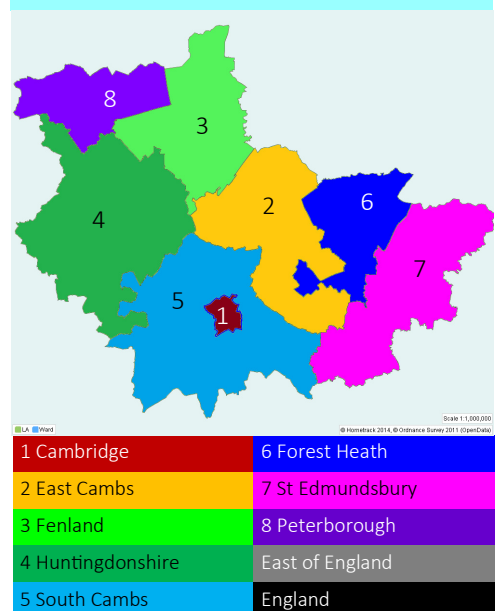 8
3
2
6
4
7
5
1
Scale 1:1,000,000
LA Ward
© Hometrack 2014, © Ordnance Survey 2011 (OpenData)
1 Cambridge
6 Forest Heath
2 East Cambs
7 St Edmundsbury
3 Fenland
8 Peterborough
4 Huntingdonshire
East of England
5 South Cambs
England